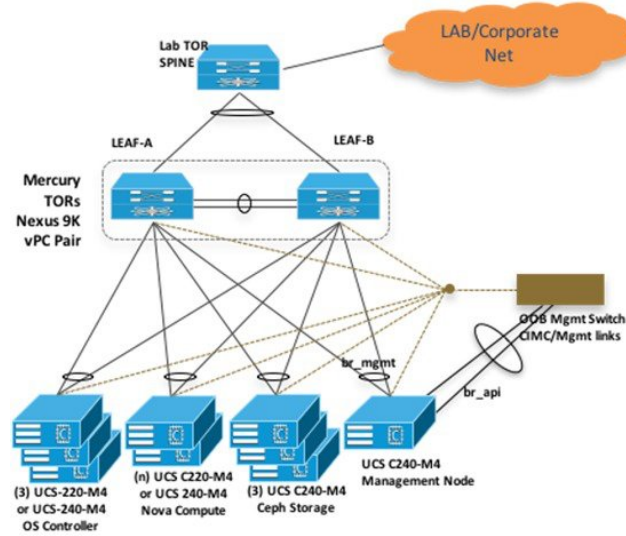 Lab TOR
SPINE
LAB/Corporate
Net
LEAF-A
LEAF-B
Mercury
TORs
Nexus 9K
vPC Pair
OOB Mgmt Switch
CIMC/Mgmt links
br_mgmt
br_api
(3) UCS-220-M4
or UCS-240-M4
OS Controller
(n) UCS C220-M4
or UCS 240-M4
Nova Compute
(3) UCS C240-M4
Ceph Storage
UCS C240-M4
Management Node